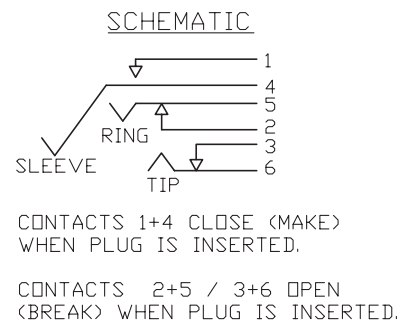 SCHEMATIC
1
4
5
RING
2
3
SLEEVE
6
TIP
CONTACTS 1+4 CLOSE (MAKE)
WHEN PLUG IS INSERTED.
CONTACTS 2+5 / 3+6 OPEN
(BREAK) WHEN PLUG IS INSERTED.